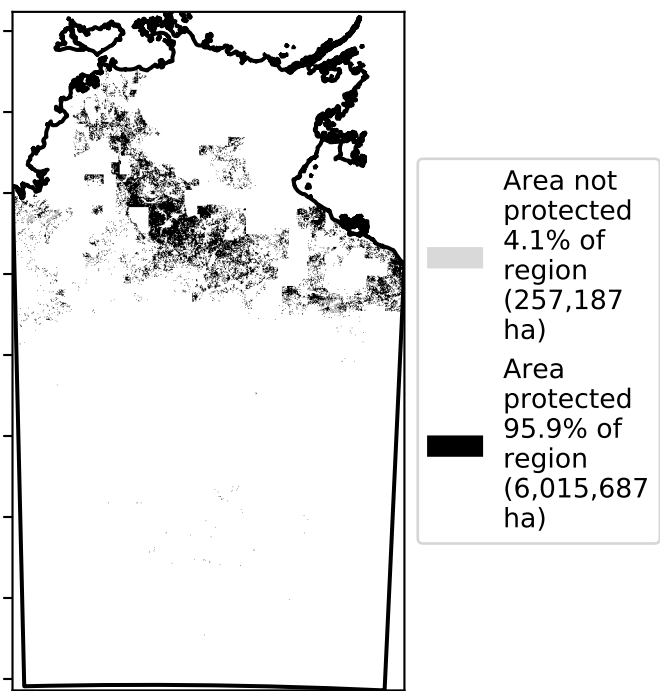 Area not
protected
4.1% of
region
(257,187
ha)
Area
protected
95.9% of
region
(6,015,687
ha)